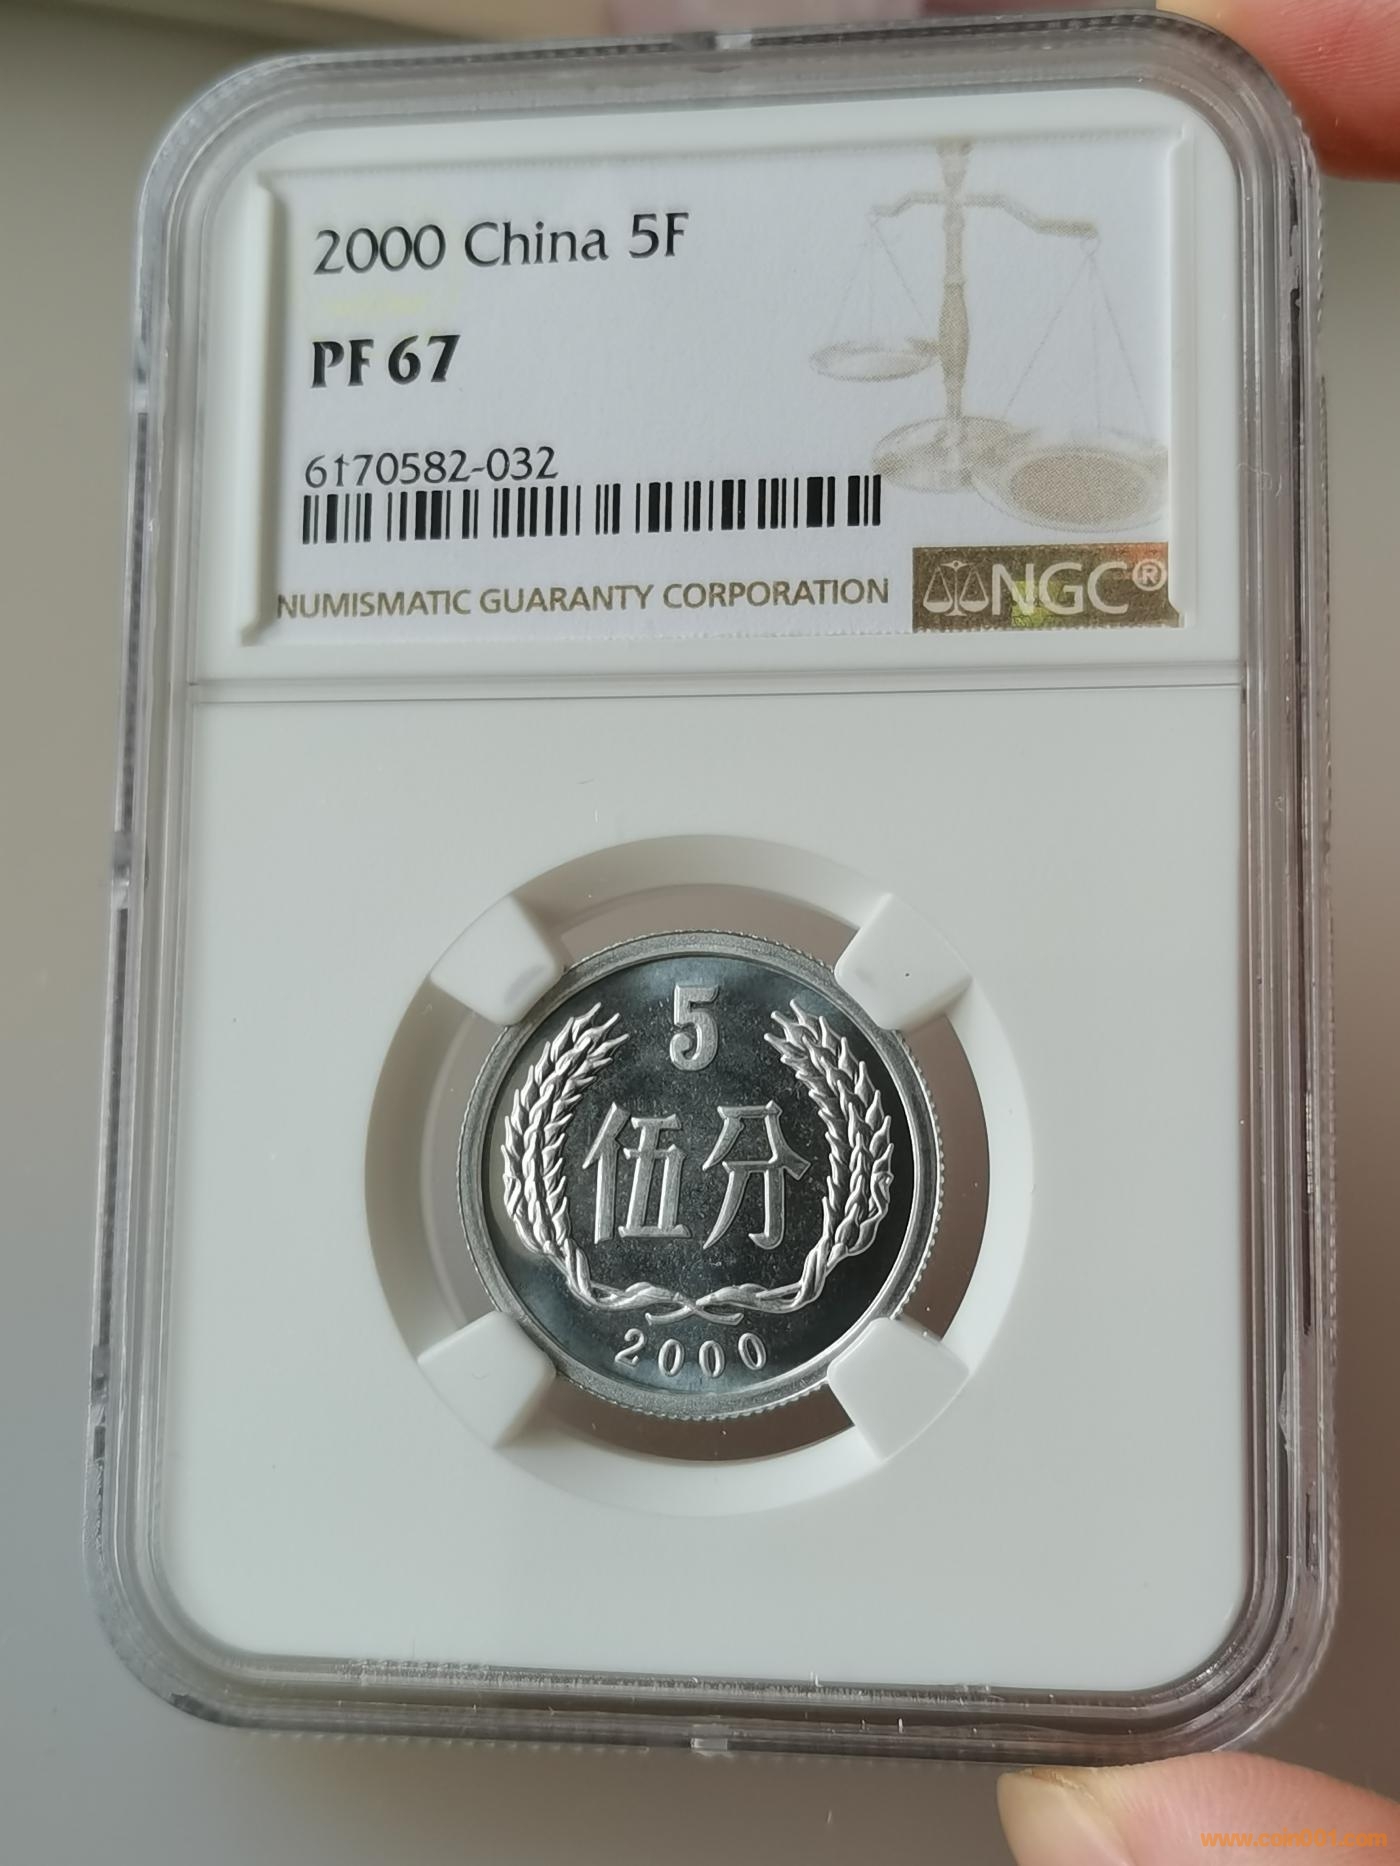 2000 China 5F
PF 67
6170582-032
NUMISMATIC GUARANTY CORPORATION
NGC®
5
伍分
2000
www.coin001.com